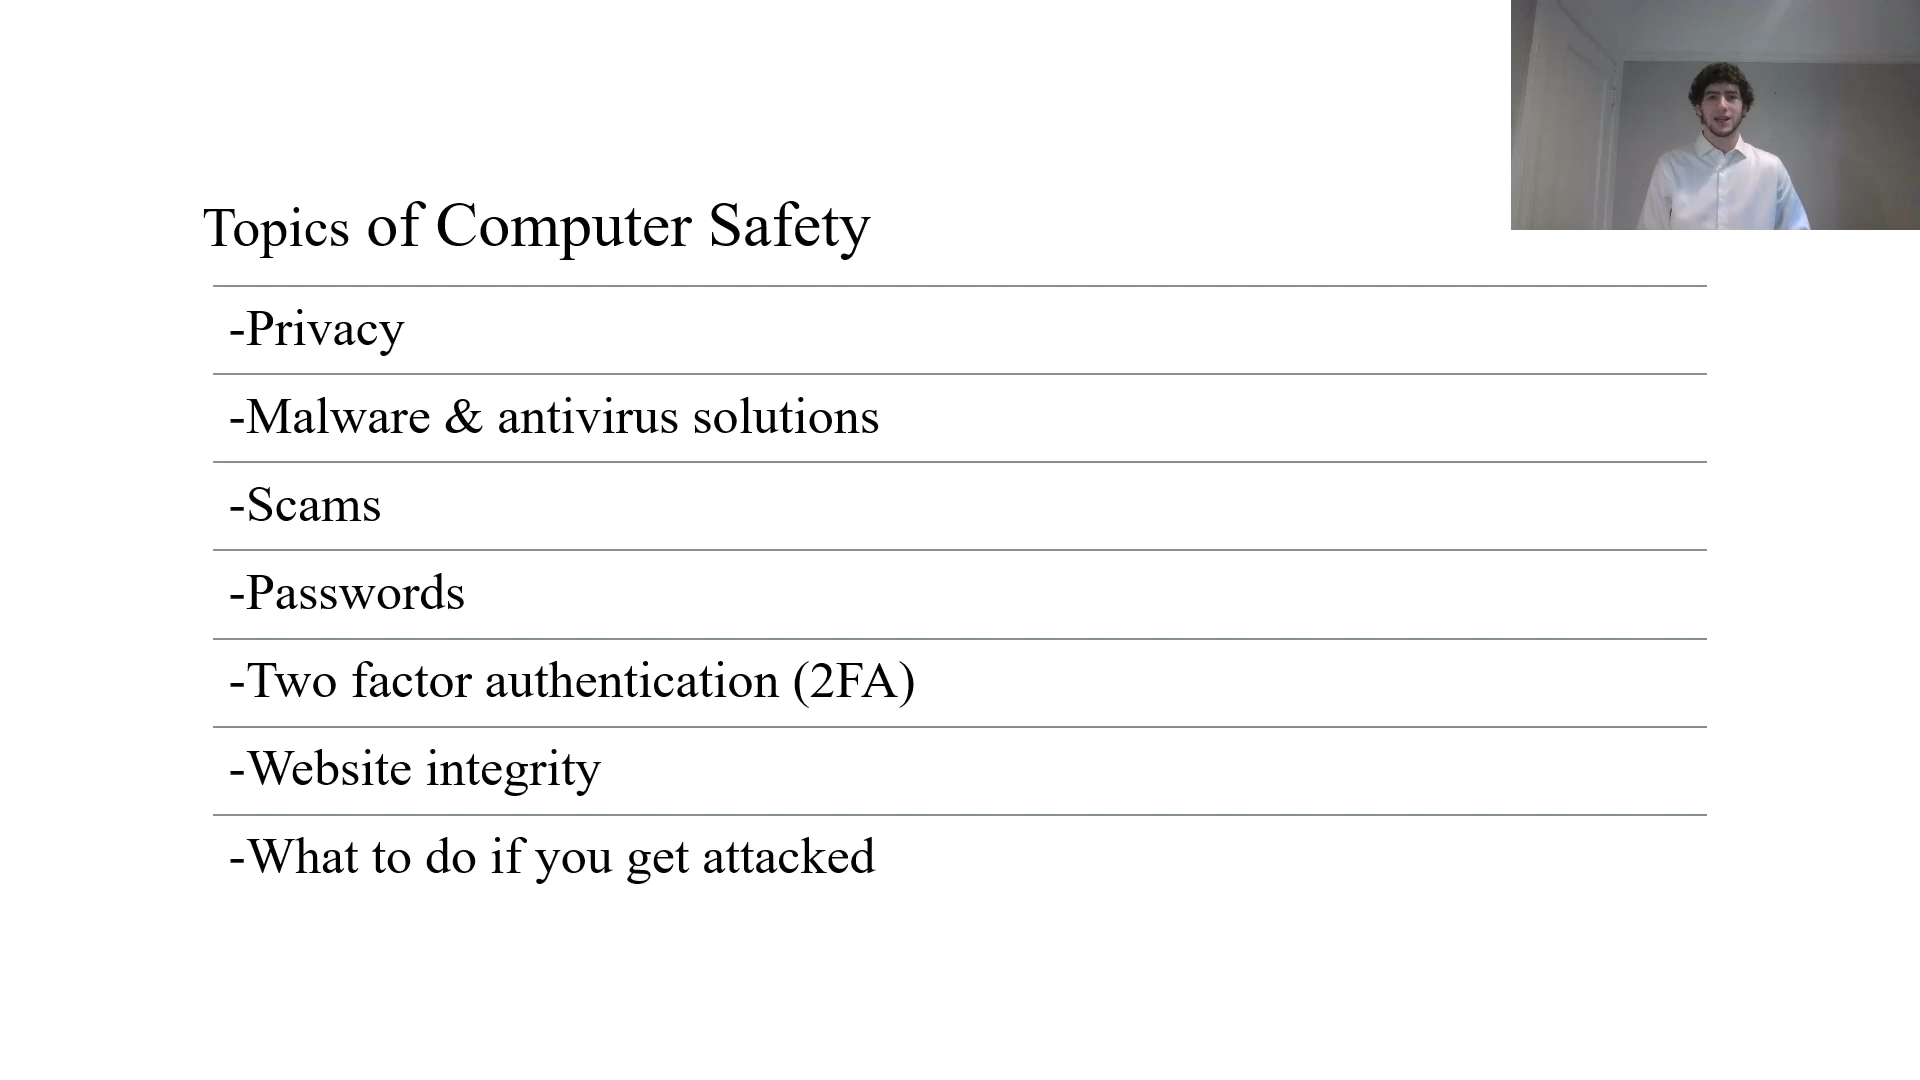 Topics of Computer Safety
-Privacy
-Malware & antivirus solutions
-Scams
-Passwords
-Two factor authentication (2FA)
-Website integrity
-What to do if you get attacked